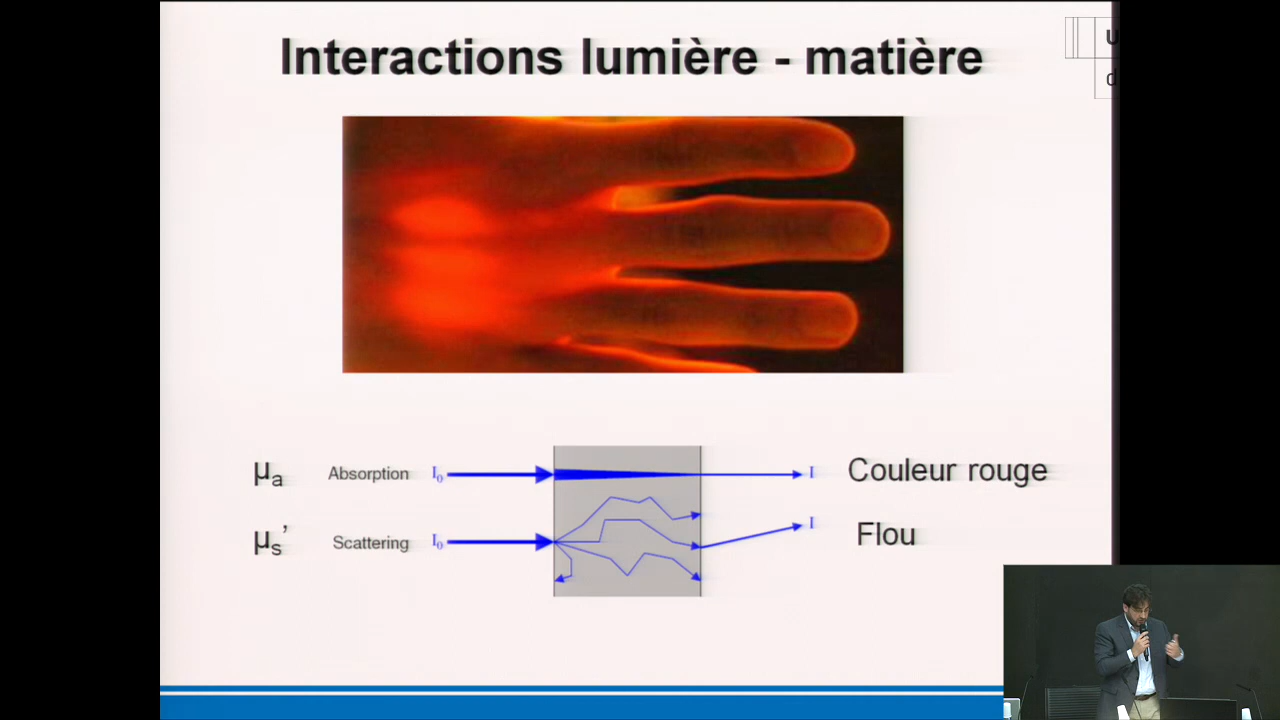 Interactions lumière - matière
U
d
μa Absorption I0 I Couleur rouge
μs’ Scattering I0 I Flou